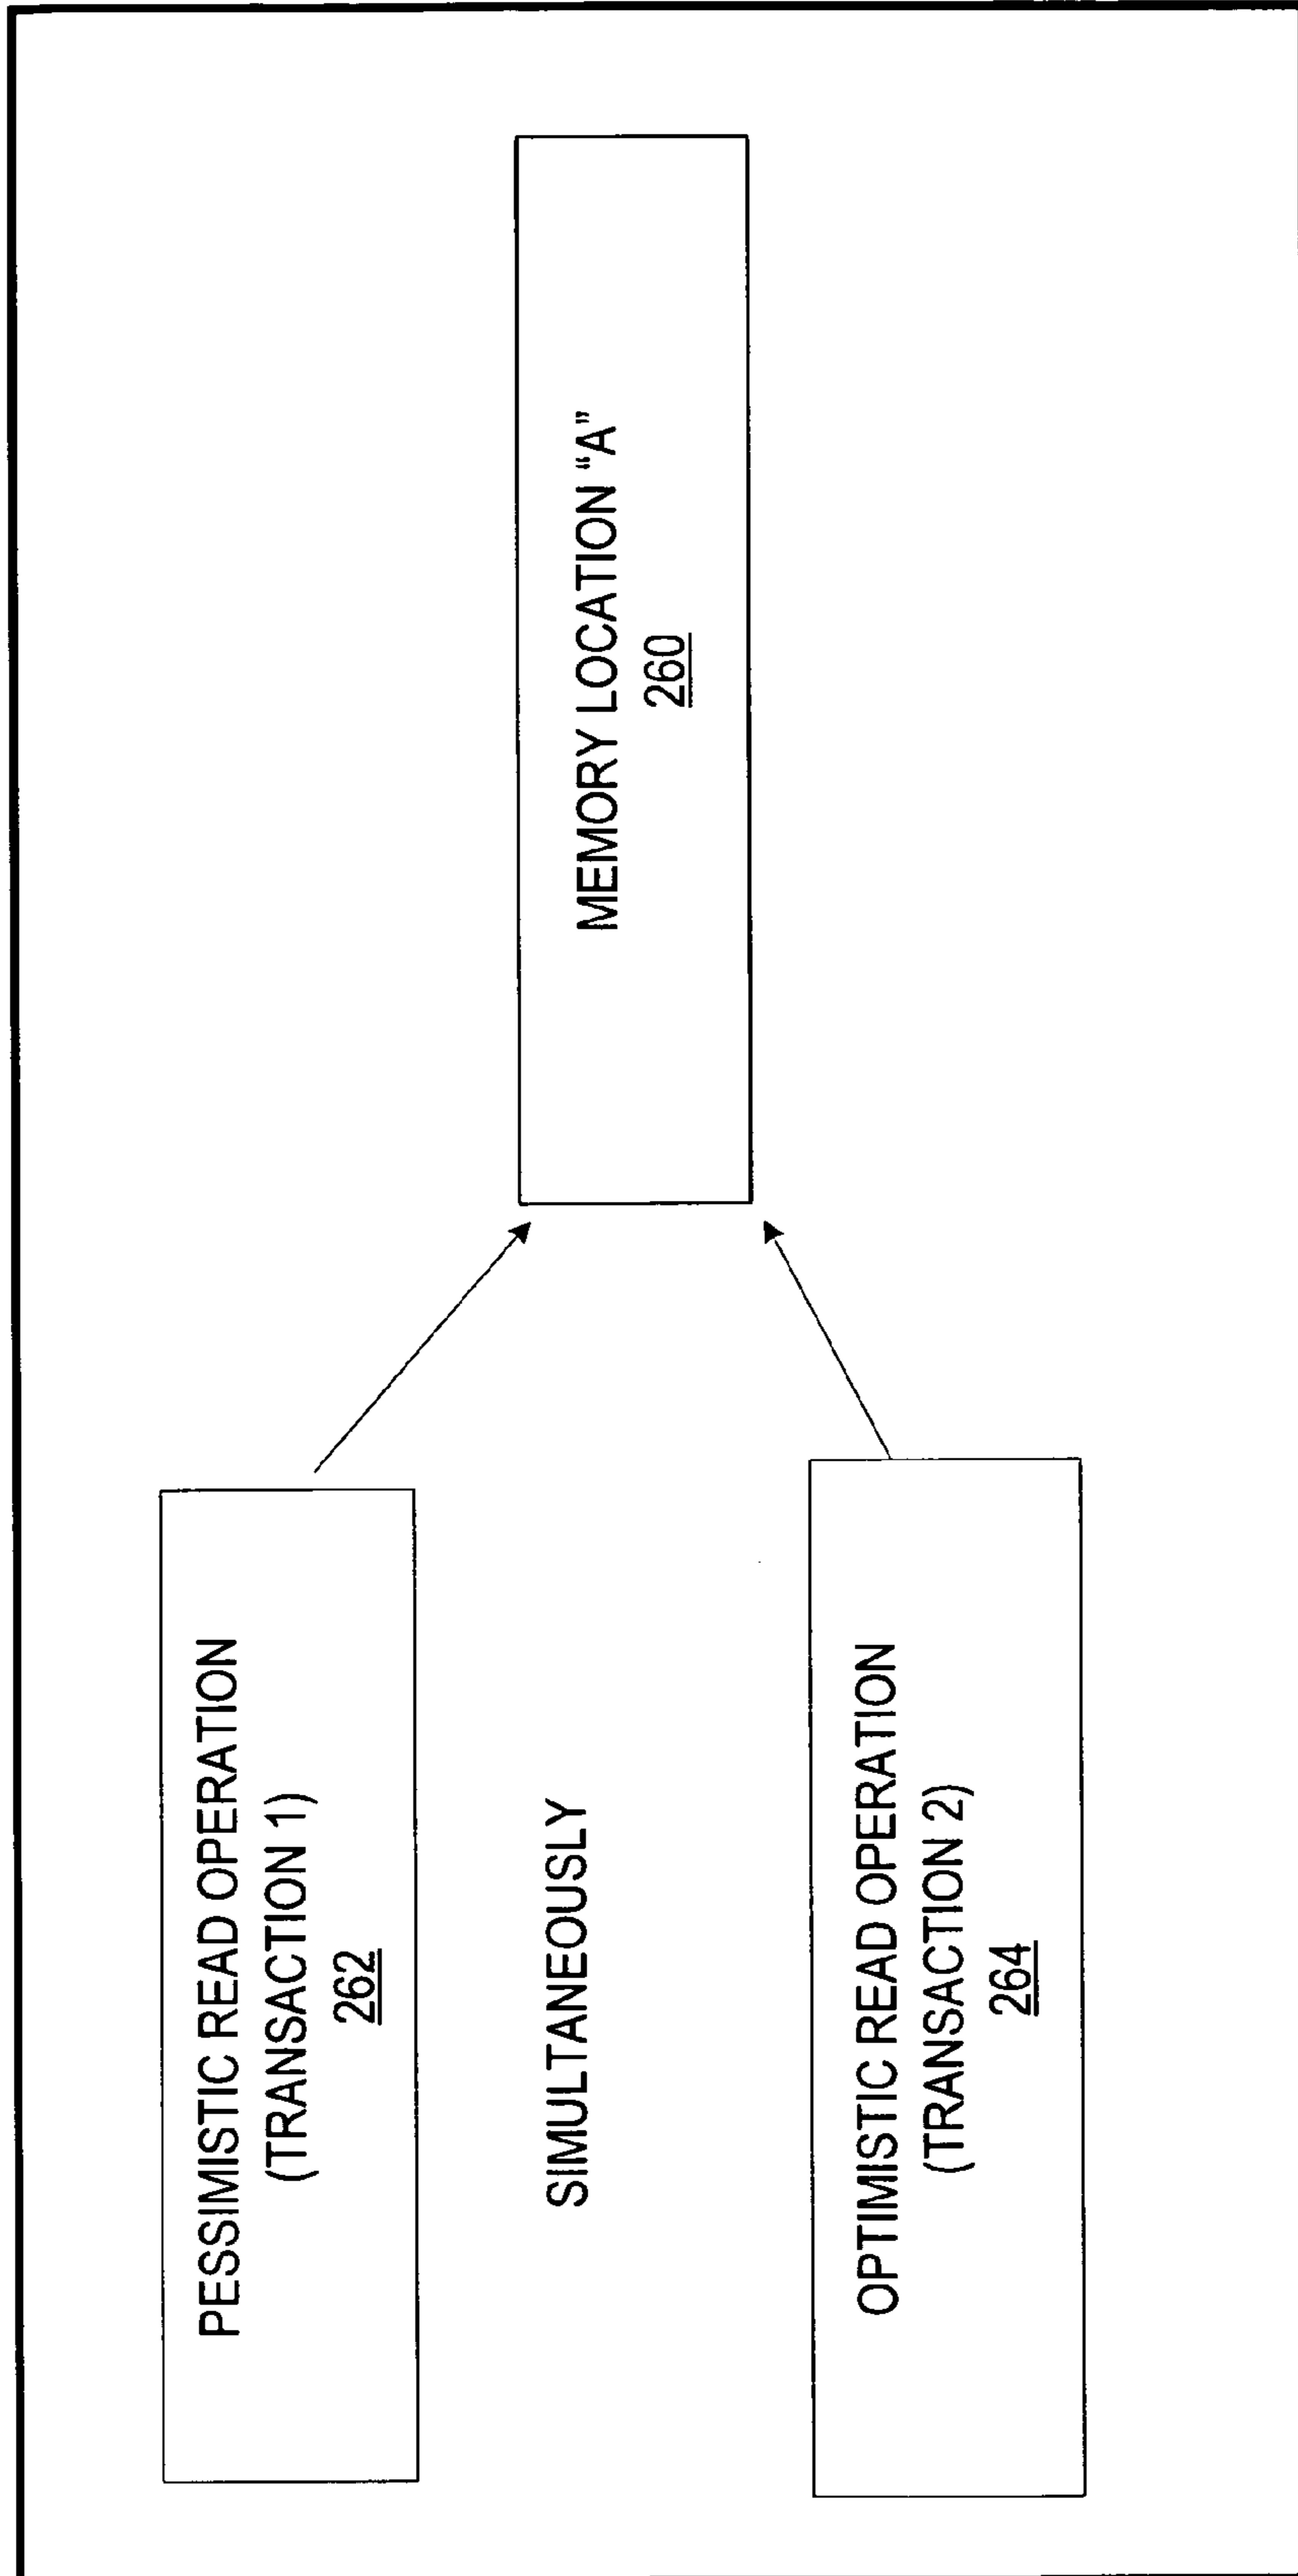 PESSIMISTIC READ OPERATION
(TRANSACTION 1)
262
SIMULTANEOUSLY
OPTIMISTIC READ OPERATION
(TRANSACTION 2)
264
MEMORY LOCATION “A”
260